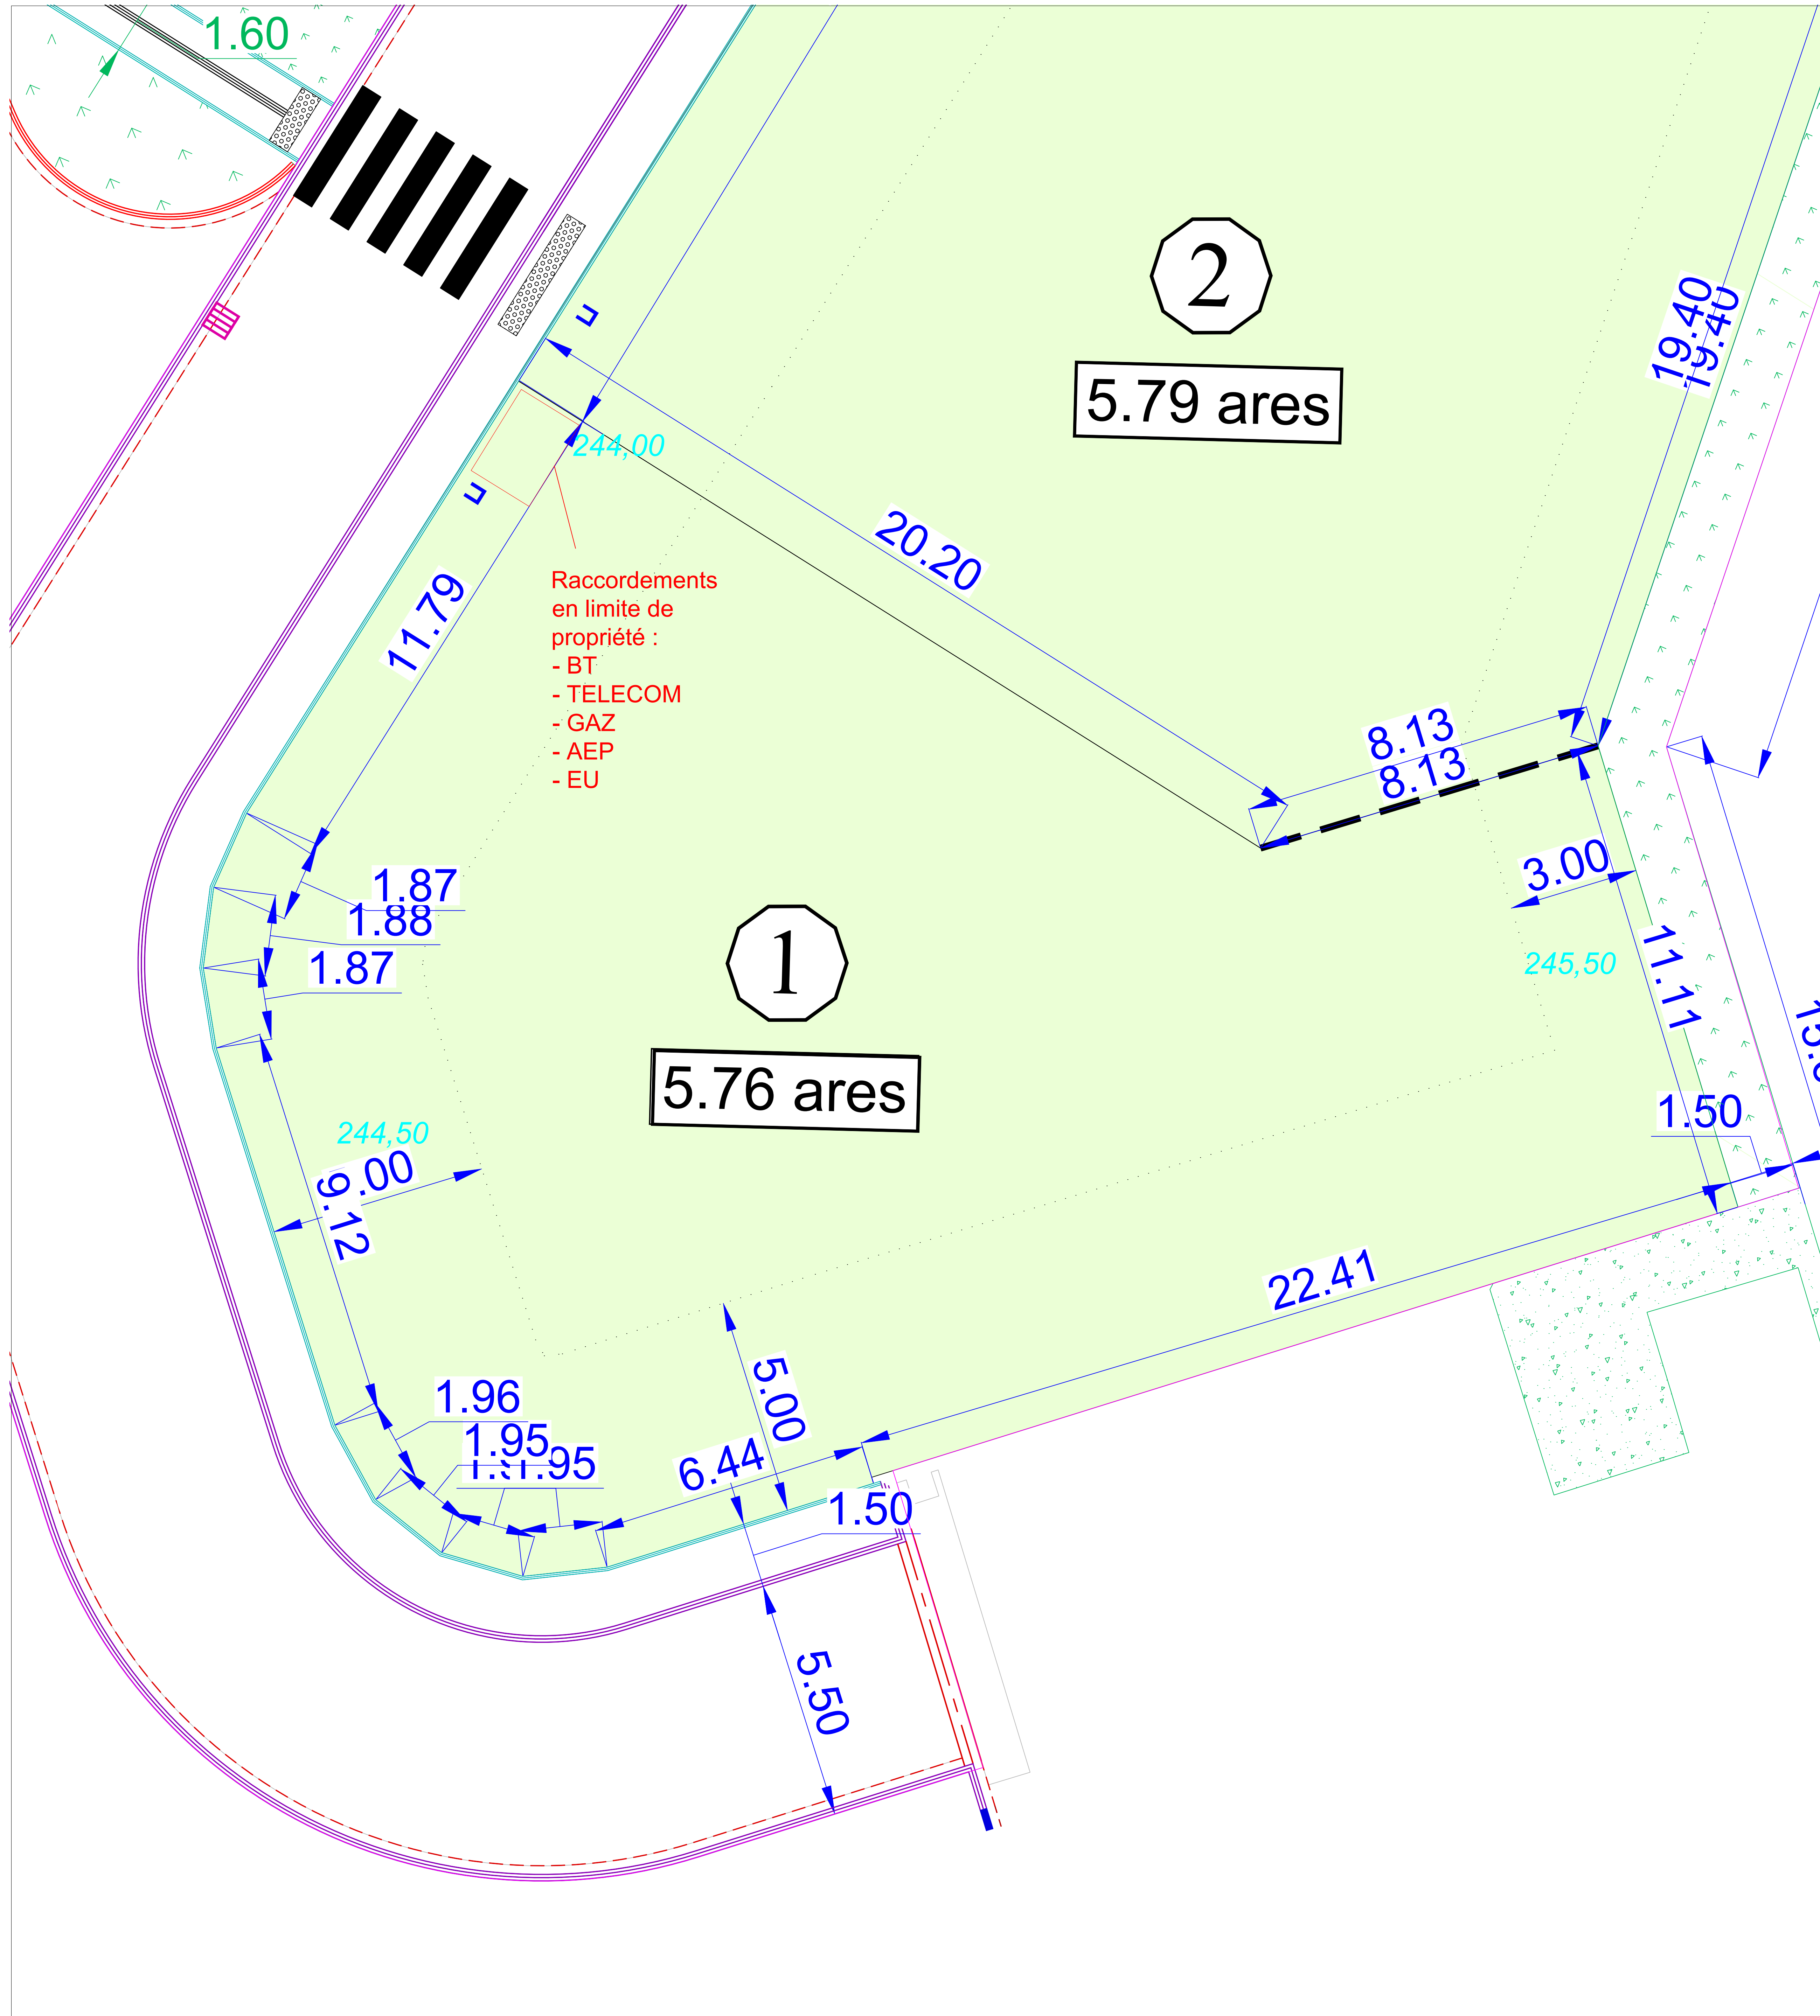 1.60
2
5.79 ares
19.40
19.40
244,00
20.20
11.79
Raccordements
en limite de
propriété :
- BT
- TELECOM
- GAZ
- AEP
- EU
8.13
8.13
3.00
1.87
1.88
1.87
1
5.76 ares
245,50
11.11
1.50
244,50
9.12
22.41
1.96
1.95
1.95
5.00
6.44
1.50
5.50